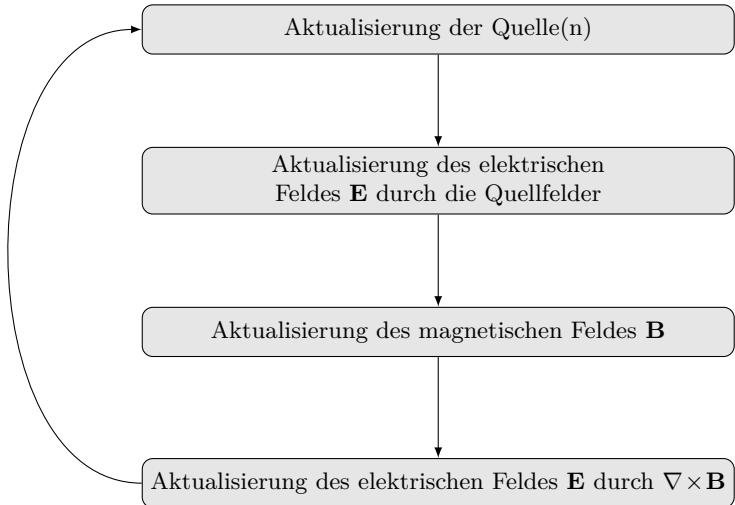 Aktualisierung der Quelle(n)
Aktualisierung des elektrischen
Feldes E durch die Quellfelder
Aktualisierung des magnetischen Feldes B
Aktualisierung des elektrischen Feldes E durch ∇×B